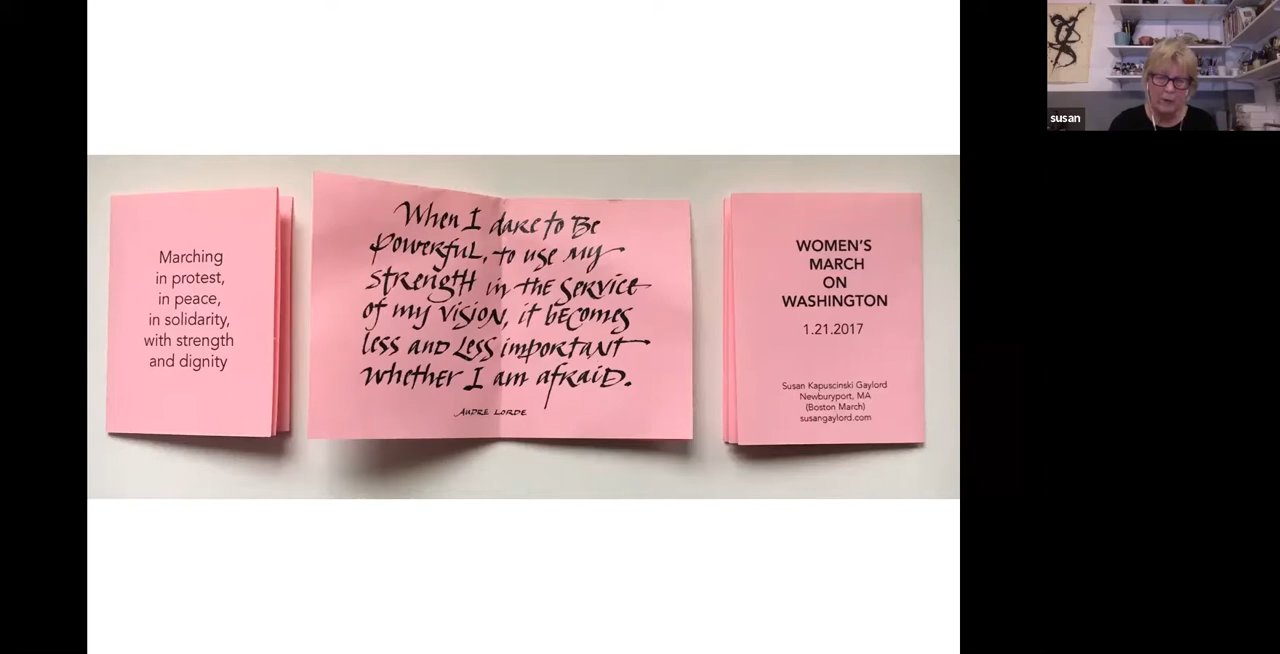 Marching
in protest,
in peace,
in solidarity,
with strength
and dignity
When I dare to Be
powerful, to use my
strength in the service
of my vision, it becomes
less and less important
whether I am afraid.
AUDRE LORDE
WOMEN'S
MARCH
ON
WASHINGTON
1.21.2017
Susan Kapuscinski Gaylord
Newburyport, MA
(Boston March)
susangaylord.com
susan